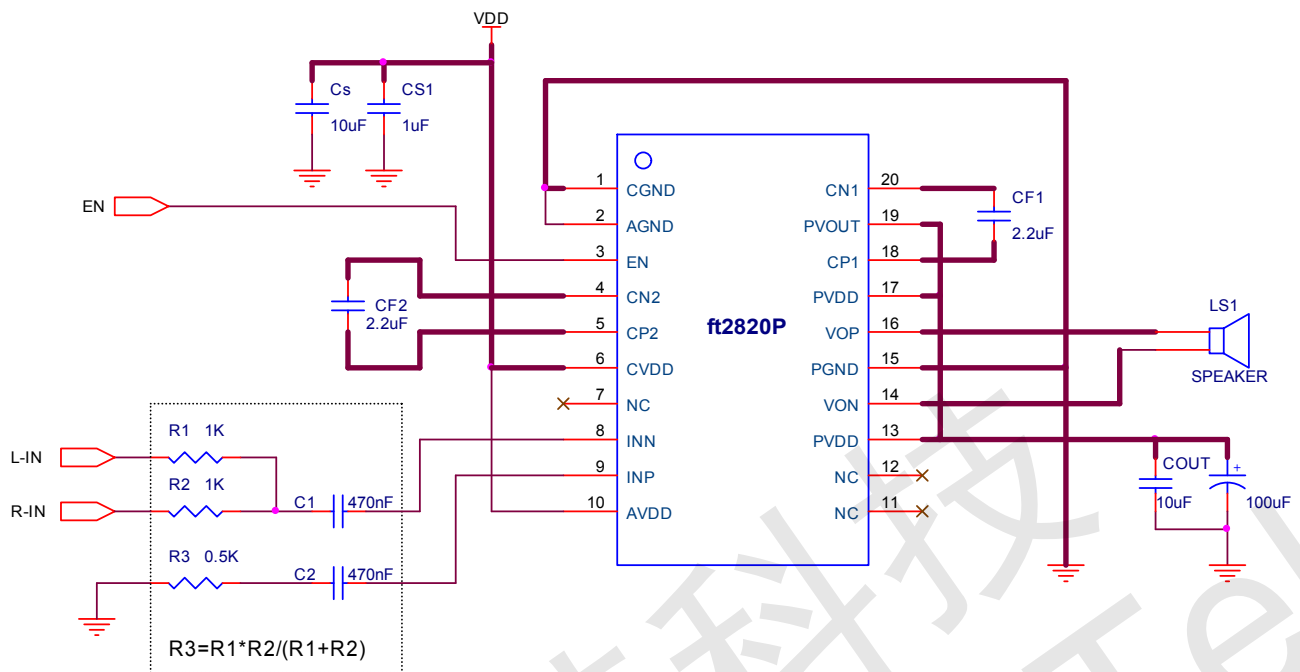 VDD
Cs
10uF
CS1
1uF
EN
CF2
2.2uF
1
2
3
4
5
6
7
8
9
10
CGND
AGND
EN
CN2
CP2
CVDD
NC
INN
INP
AVDD
ft2820P
CN1
PVOUT
CP1
PVDD
VOP
PGND
VON
PVDD
NC
NC
20
19
18
17
16
15
14
13
12
11
CF1
2.2uF
LS1
SPEAKER
COUT
10uF
+
100uF
L-IN
R-IN
R1 1K
R2 1K
C1 470nF
R3 0.5K
C2 470nF
R3=R1*R2/(R1+R2)
科技
Tel